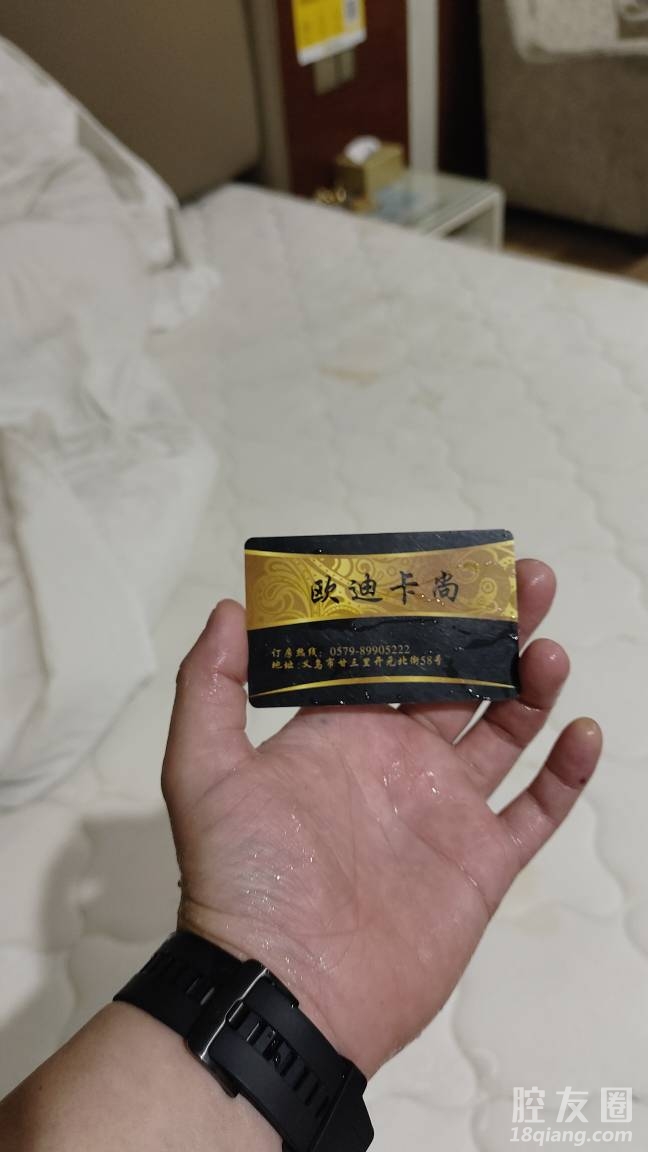 欧迪卡尚
订房热线：0579-89905222
地址:义乌市廿三里开元北街58号
腔友圈
18qiang.com